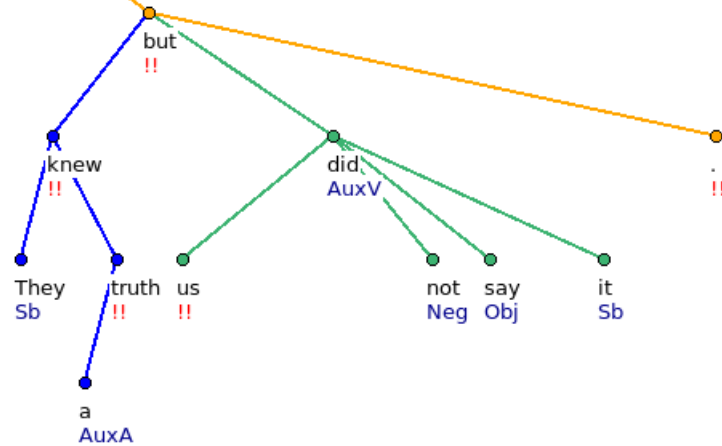 but
!!
knew
!!
did
AuxV
.
!!
They
Sb
truth
!!
us
!!
not
Neg
say
Obj
it
Sb
a
AuxA